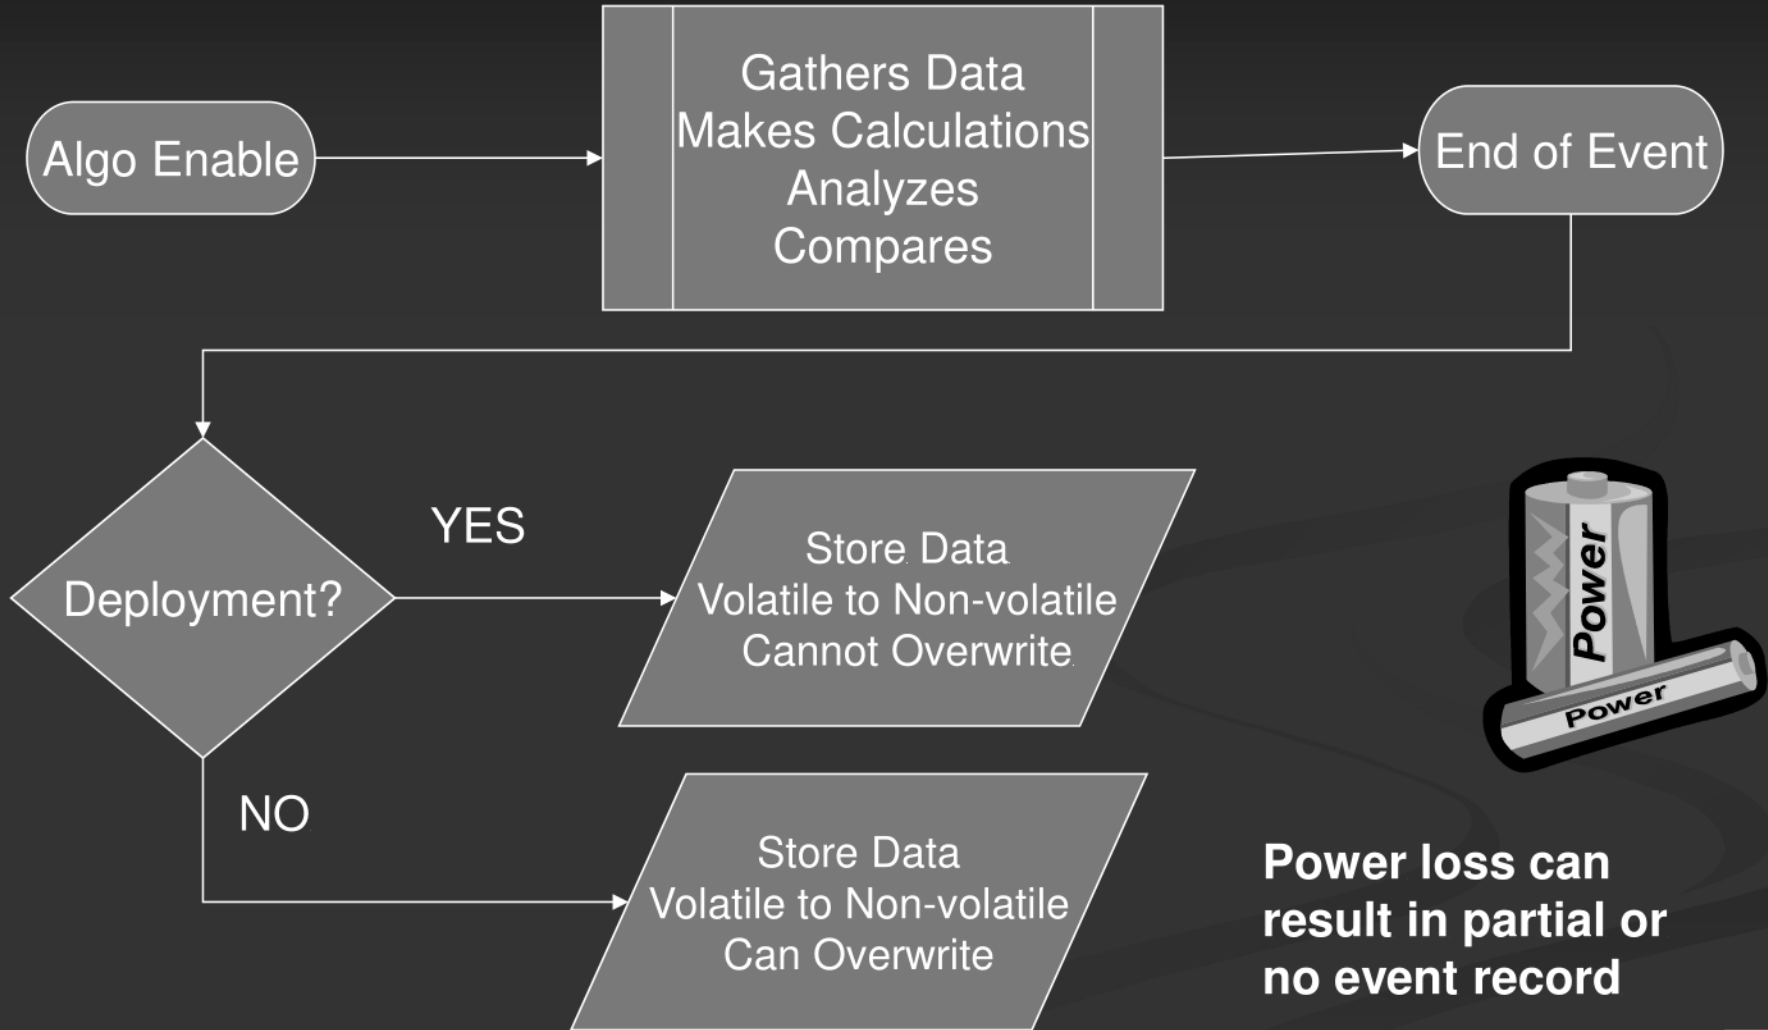 Algo Enable
Gathers Data
Makes Calculations
Analyzes
Compares
End of Event
Deployment?
YES
Store Data
Volatile to Non-volatile
Cannot Overwrite
NO
Store Data
Volatile to Non-volatile
Can Overwrite
Power
Power
Power loss can
result in partial or
no event record